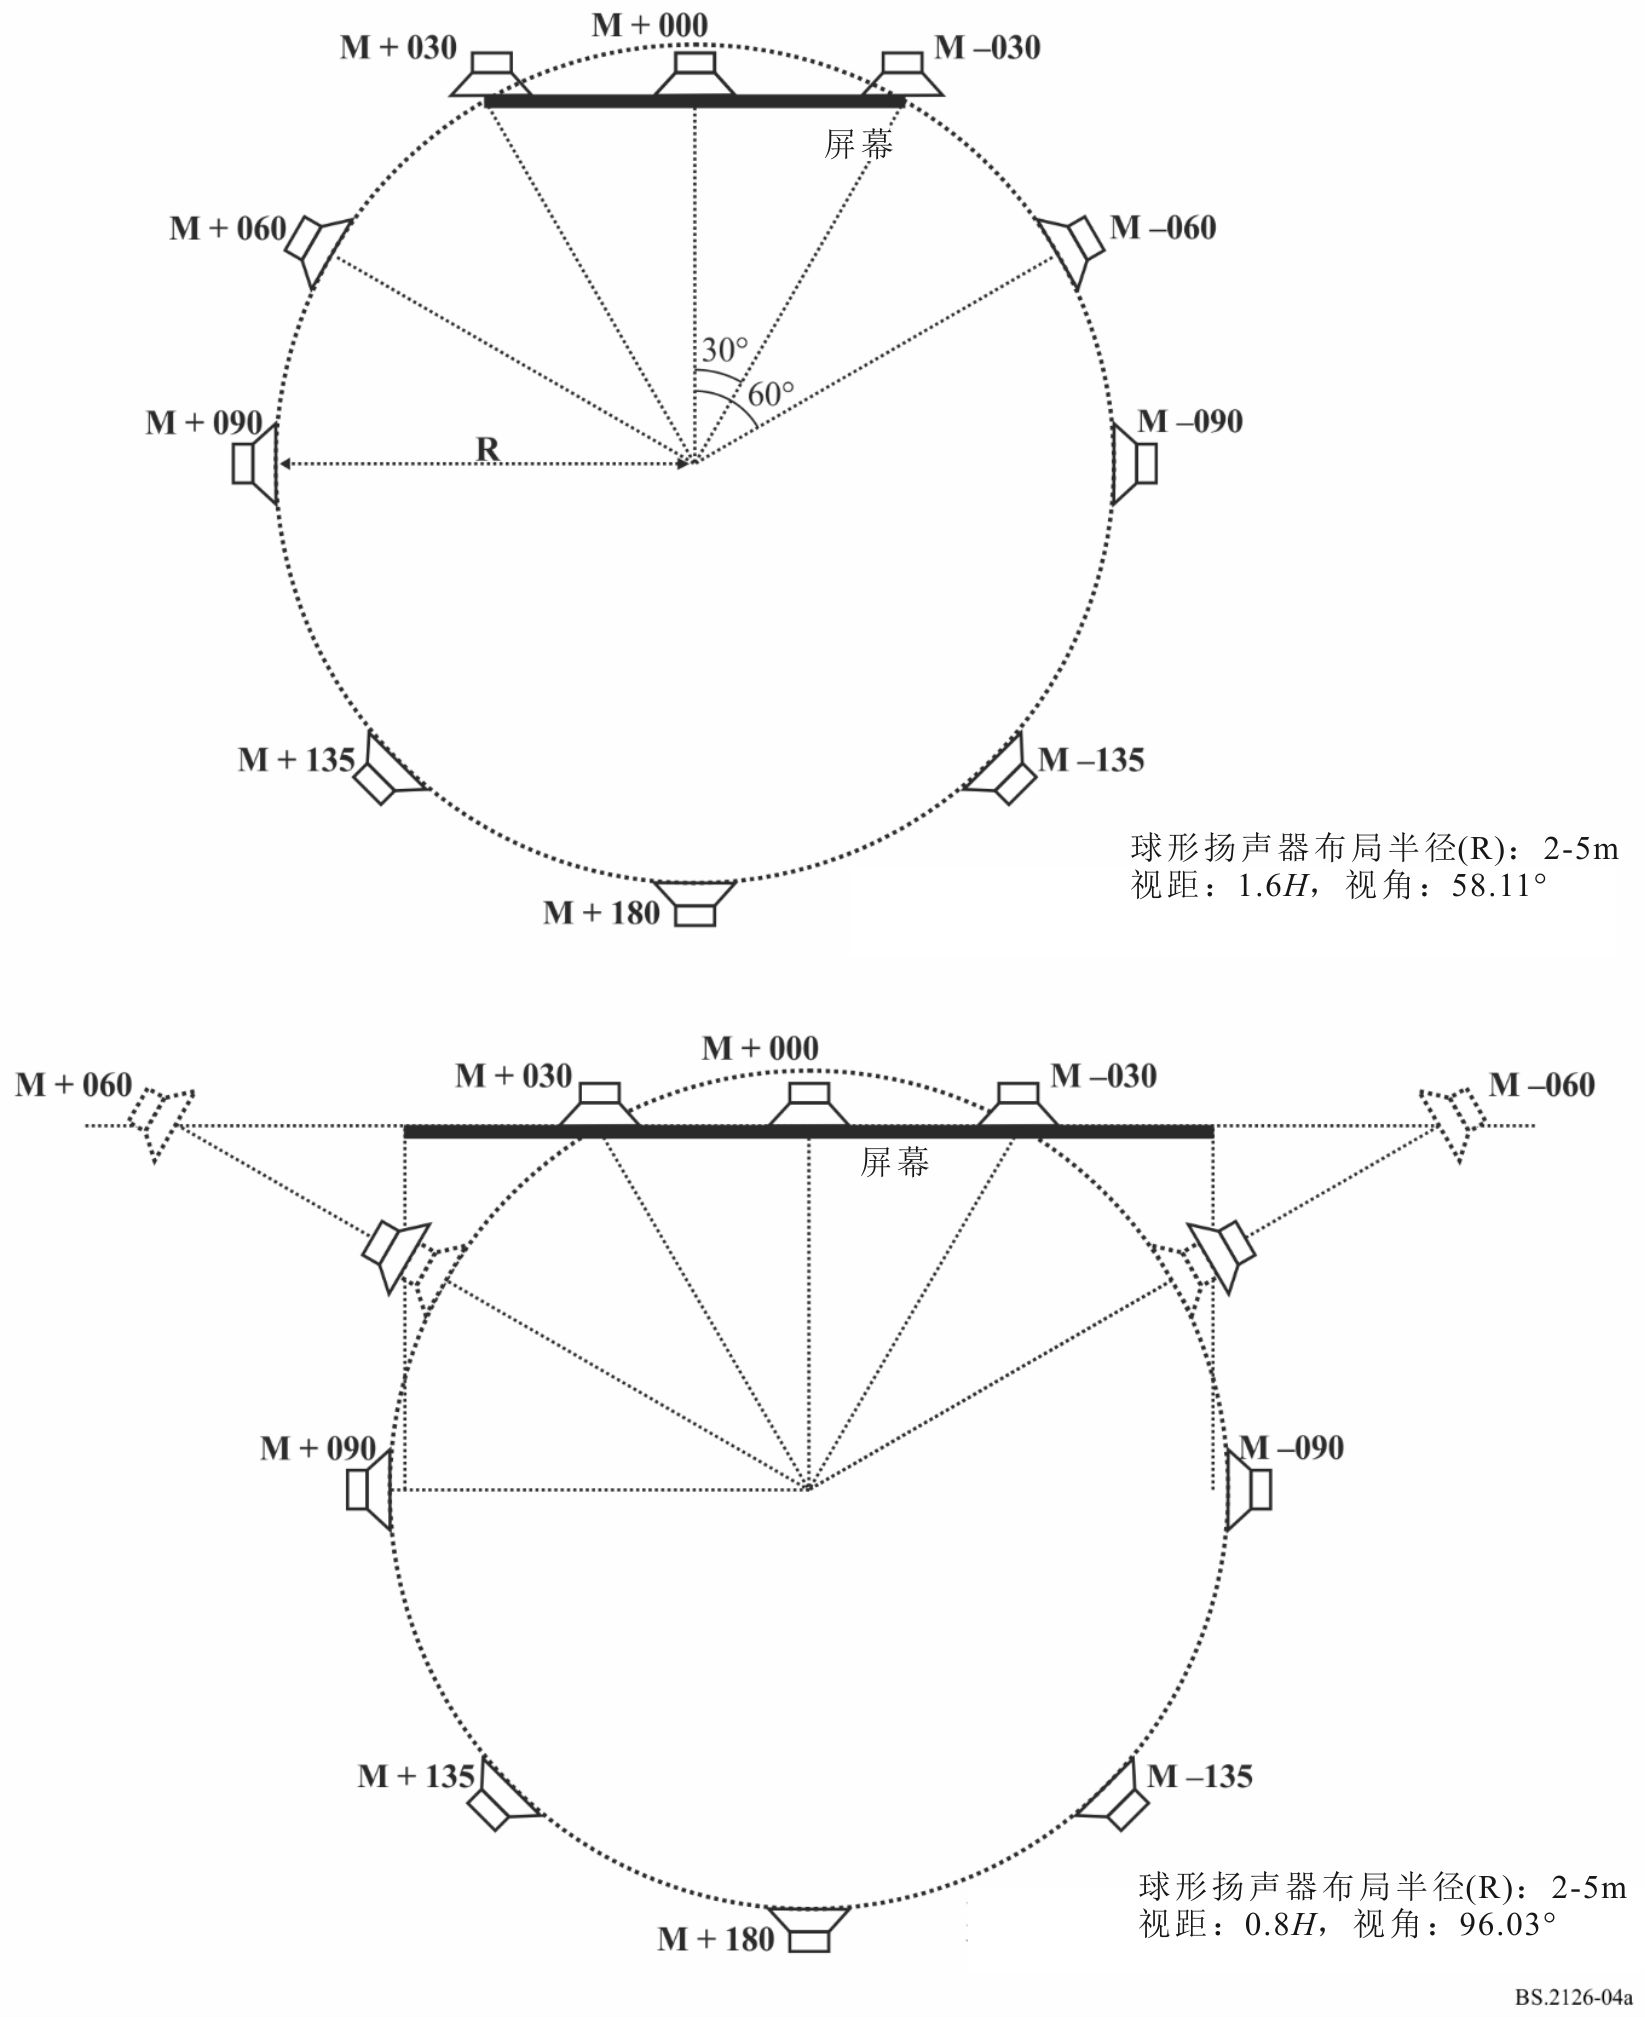 M + 000
M + 030
M –030
屏幕
M + 060
M –060
30°
60°
M + 090
R
M –090
M + 135
M –135
球形扬声器布局半径(R)：2-5m
视距：1.6H，视角：58.11°
M + 180
M + 000
M + 030
M –030
M + 060
M –060
屏幕
M + 090
M –090
M + 135
M –135
球形扬声器布局半径(R)：2-5m
视距：0.8H，视角：96.03°
M + 180
BS.2126-04a